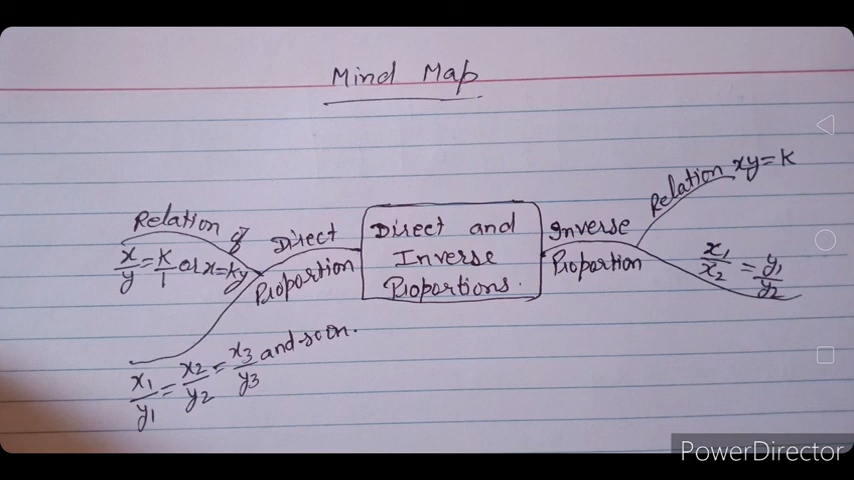 Mind Map
Relation of
x/y = k/1 or x=ky
x1/y1 = x2/y2 = x3/y3 and so on.
Direct
Proportion
Direct and
Inverse
Proportions.
Inverse
Proportion
Relation xy=k
x1/x2 = y1/y2
PowerDirector